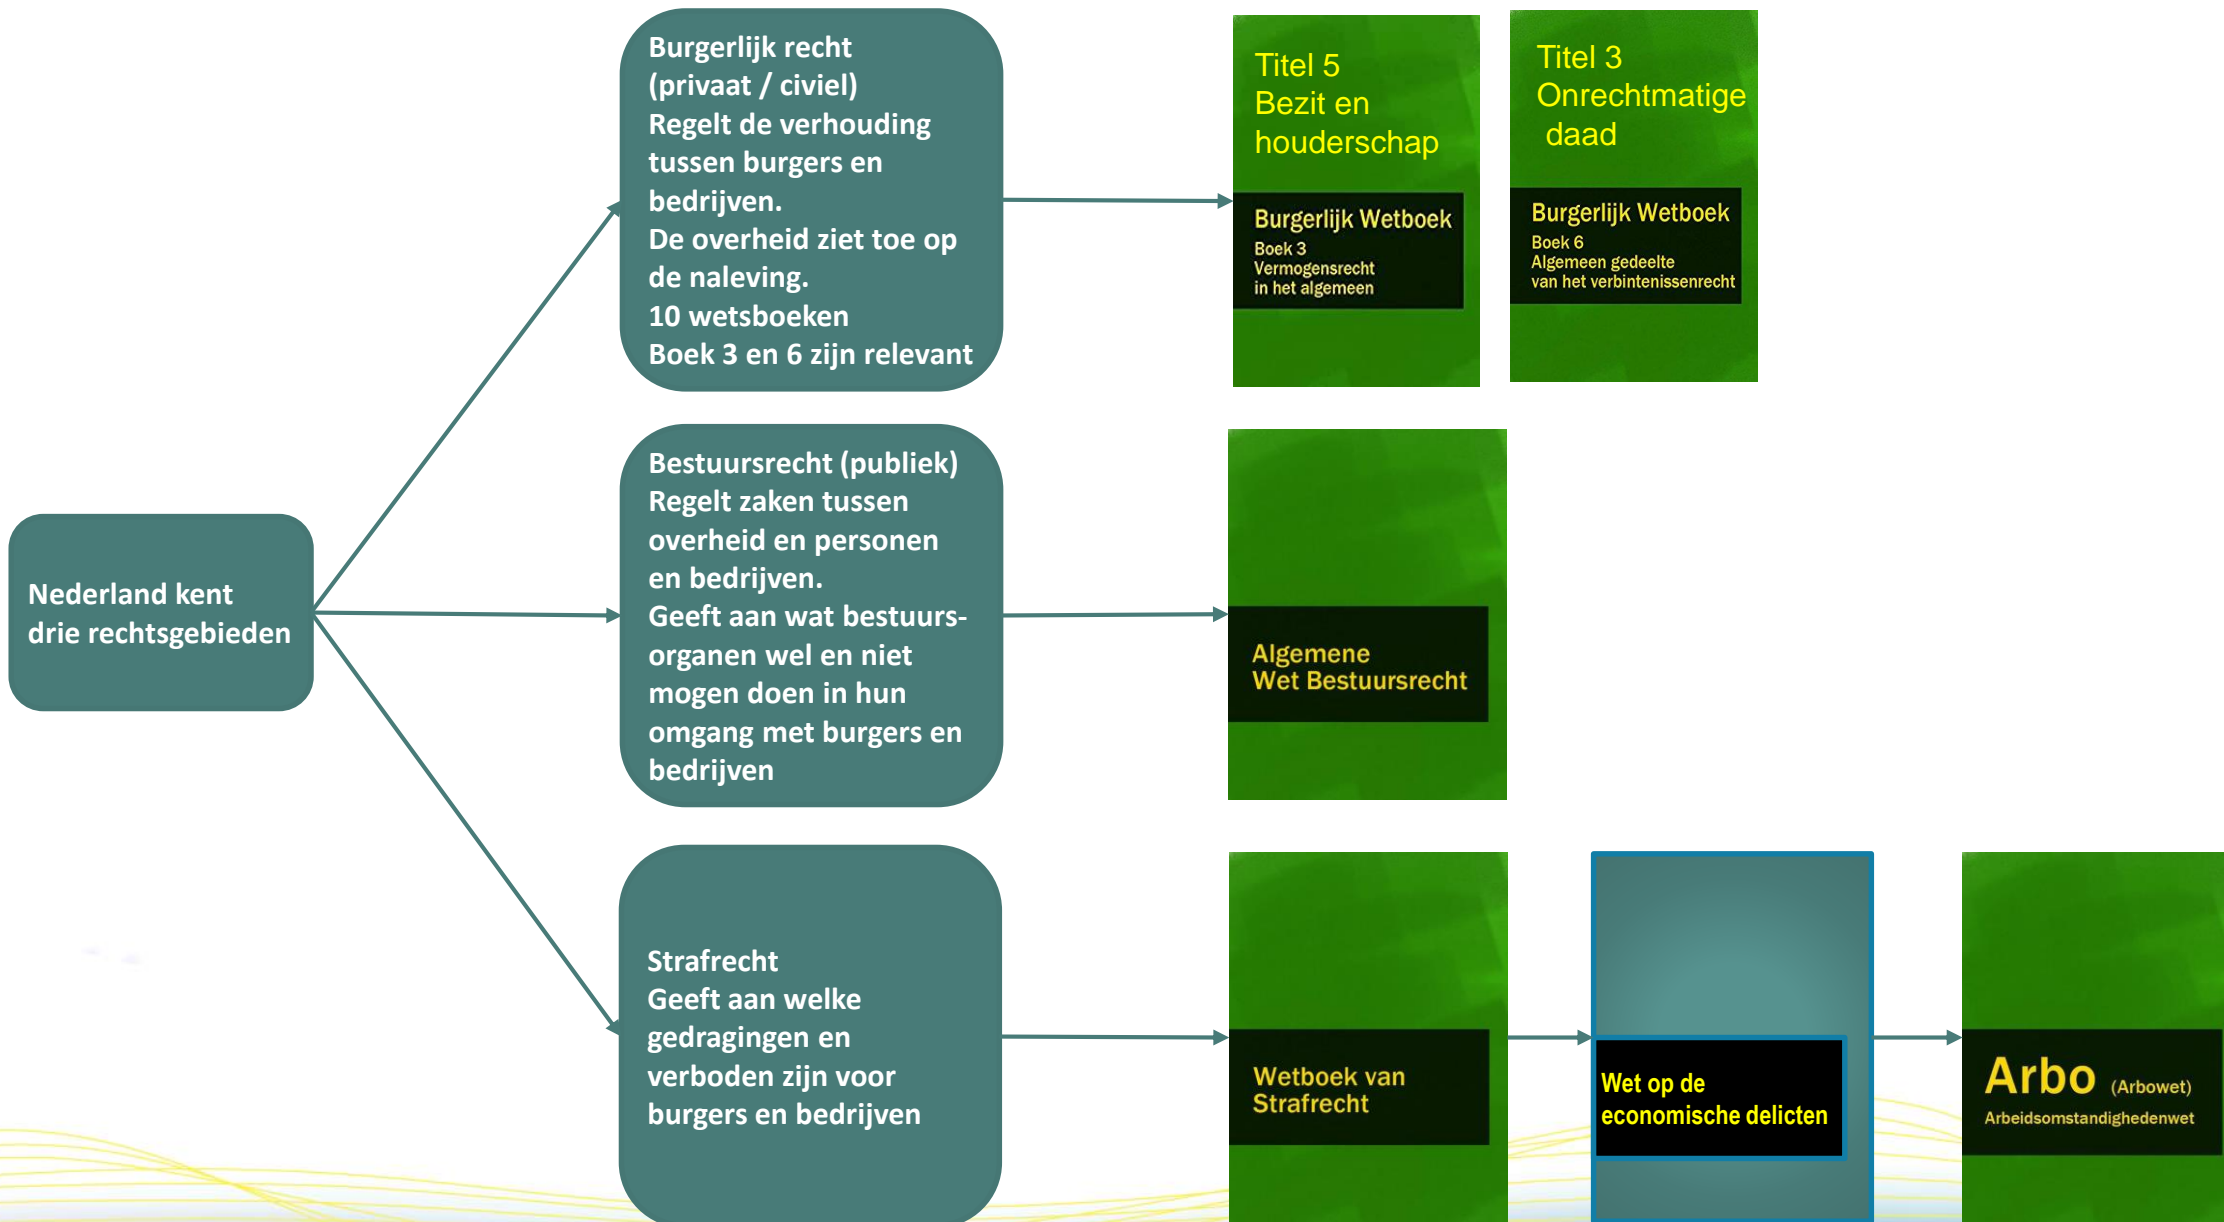 Nederland kent
drie rechtsgebieden
Burgerlijk recht
(privaat / civiel)
Regelt de verhouding
tussen burgers en
bedrijven.
De overheid ziet toe op
de naleving.
10 wetsboeken
Boek 3 en 6 zijn relevant
Titel 5
Bezit en
houderschap
Burgerlijk Wetboek
Boek 3
Vermogensrecht
in het algemeen
Titel 3
Onrechtmatige
daad
Burgerlijk Wetboek
Boek 6
Algemeen gedeelte
van het verbintenissenrecht
Bestuursrecht (publiek)
Regelt zaken tussen
overheid en personen
en bedrijven.
Geeft aan wat bestuurs-
organen wel en niet
mogen doen in hun
omgang met burgers en
bedrijven
Algemene
Wet Bestuursrecht
Strafrecht
Geeft aan welke
gedragingen en
verboden zijn voor
burgers en bedrijven
Wetboek van
Strafrecht
Wet op de
economische delicten
Arbo (Arbowet)
Arbeidsomstandighedenwet